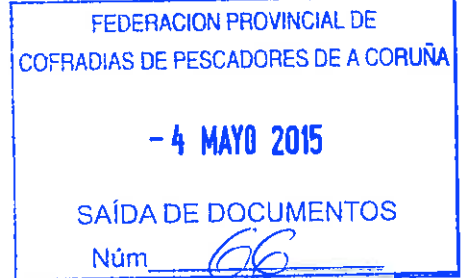 FEDERACION PROVINCIAL DE
COFRADIAS DE PESCADORES DE A CORUÑA
- 4 MAYO 2015
SAÍDA DE DOCUMENTOS
Núm 66